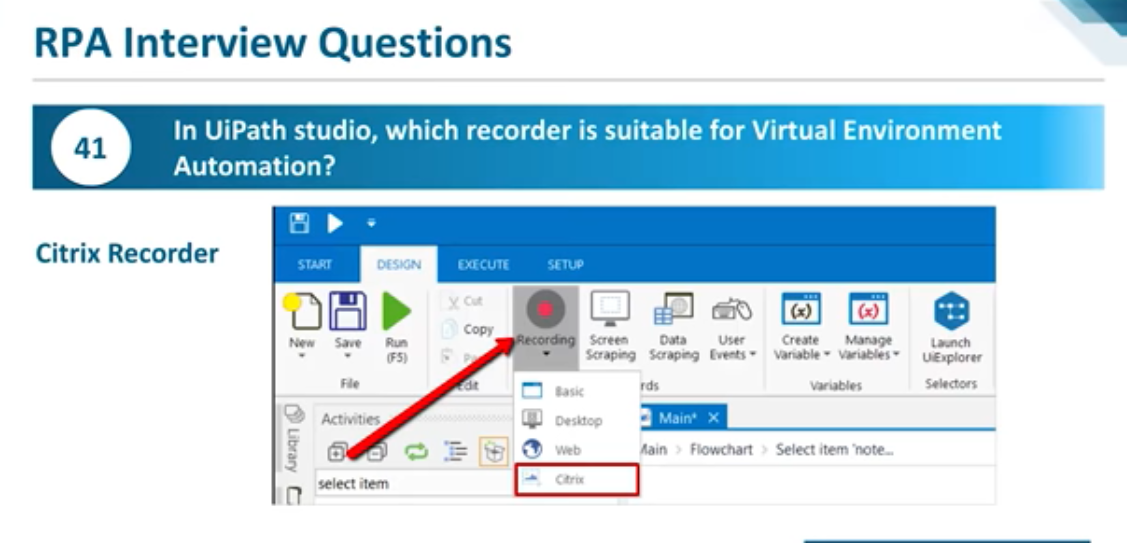 RPA Interview Questions
41
In UiPath studio, which recorder is suitable for Virtual Environment
Automation?
Citrix Recorder
START DESIGN EXECUTE SETUP
Cut
Copy
New Save Run
(F5)
Recording
Screen
Scraping
Data
Scraping
User
Events
Create
Variable
Manage
Variables
Launch
UiExplorer
File Edit rds Variables Selectors
Basic
Desktop
Web
Citrix
Library
Activities
select item
Main* X
Main > Flowchart > Select item 'note...